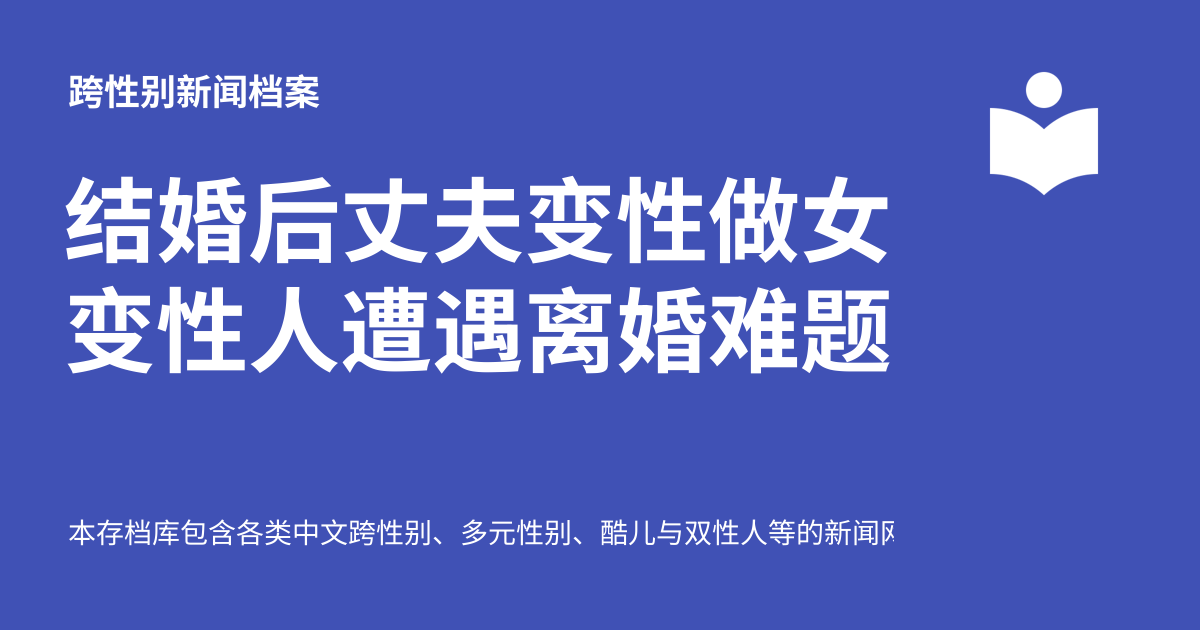 跨性别新闻档案
结婚后丈夫变性做女
变性人遭遇离婚难题
本存档库包含各类中文跨性别、多元性别、酷儿与双性人等的新闻